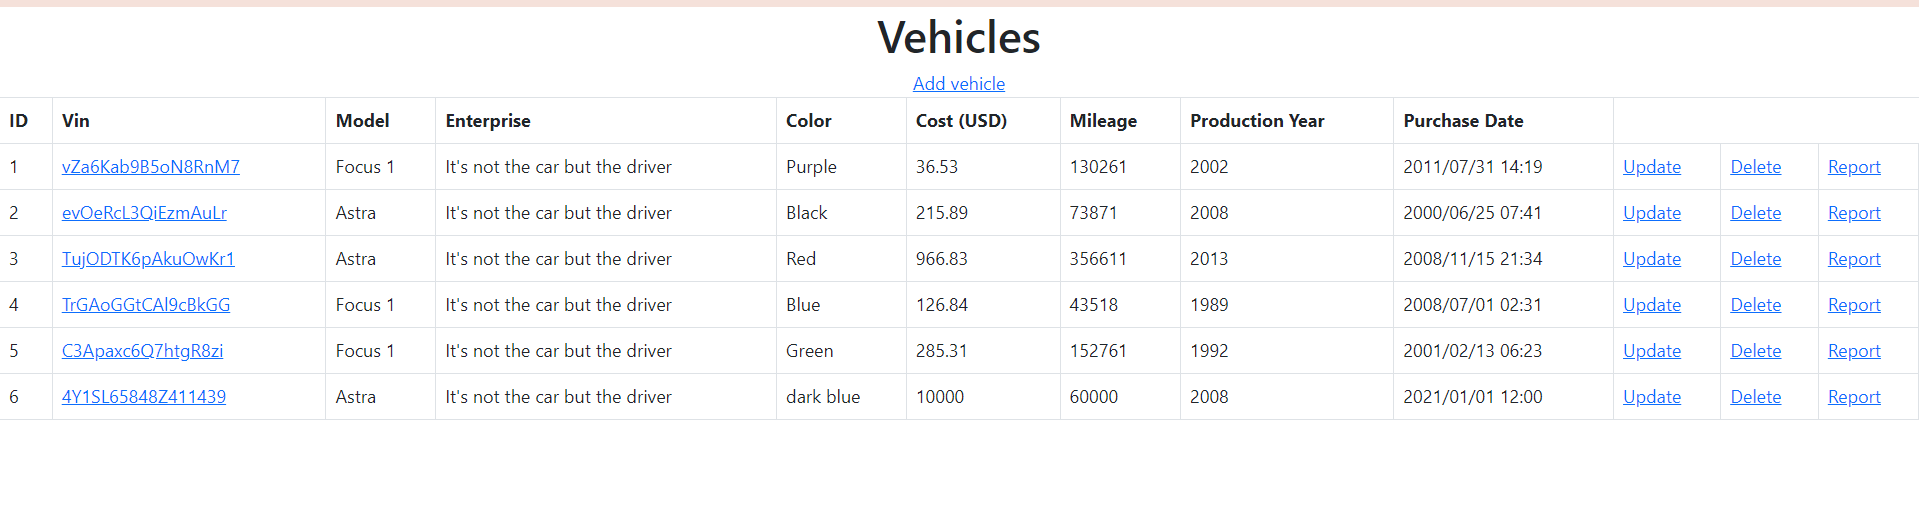 Vehicles
Add vehicle
ID Vin Model Enterprise Color Cost (USD) Mileage Production Year Purchase Date
1 vZa6Kab9B5oN8RnM7 Focus 1 It's not the car but the driver Purple 36.53 130261 2002 2011/07/31 14:19 Update Delete Report
2 evOeRcL3QiEzmAuLr Astra It's not the car but the driver Black 215.89 73871 2008 2000/06/25 07:41 Update Delete Report
3 TujODTK6pAkuOwKr1 Astra It's not the car but the driver Red 966.83 356611 2013 2008/11/15 21:34 Update Delete Report
4 TrGAoGGtCAl9cBkGG Focus 1 It's not the car but the driver Blue 126.84 43518 1989 2008/07/01 02:31 Update Delete Report
5 C3Apaxc6Q7htgR8zi Focus 1 It's not the car but the driver Green 285.31 152761 1992 2001/02/13 06:23 Update Delete Report
6 4Y1SL65848Z411439 Astra It's not the car but the driver dark blue 10000 60000 2008 2021/01/01 12:00 Update Delete Report